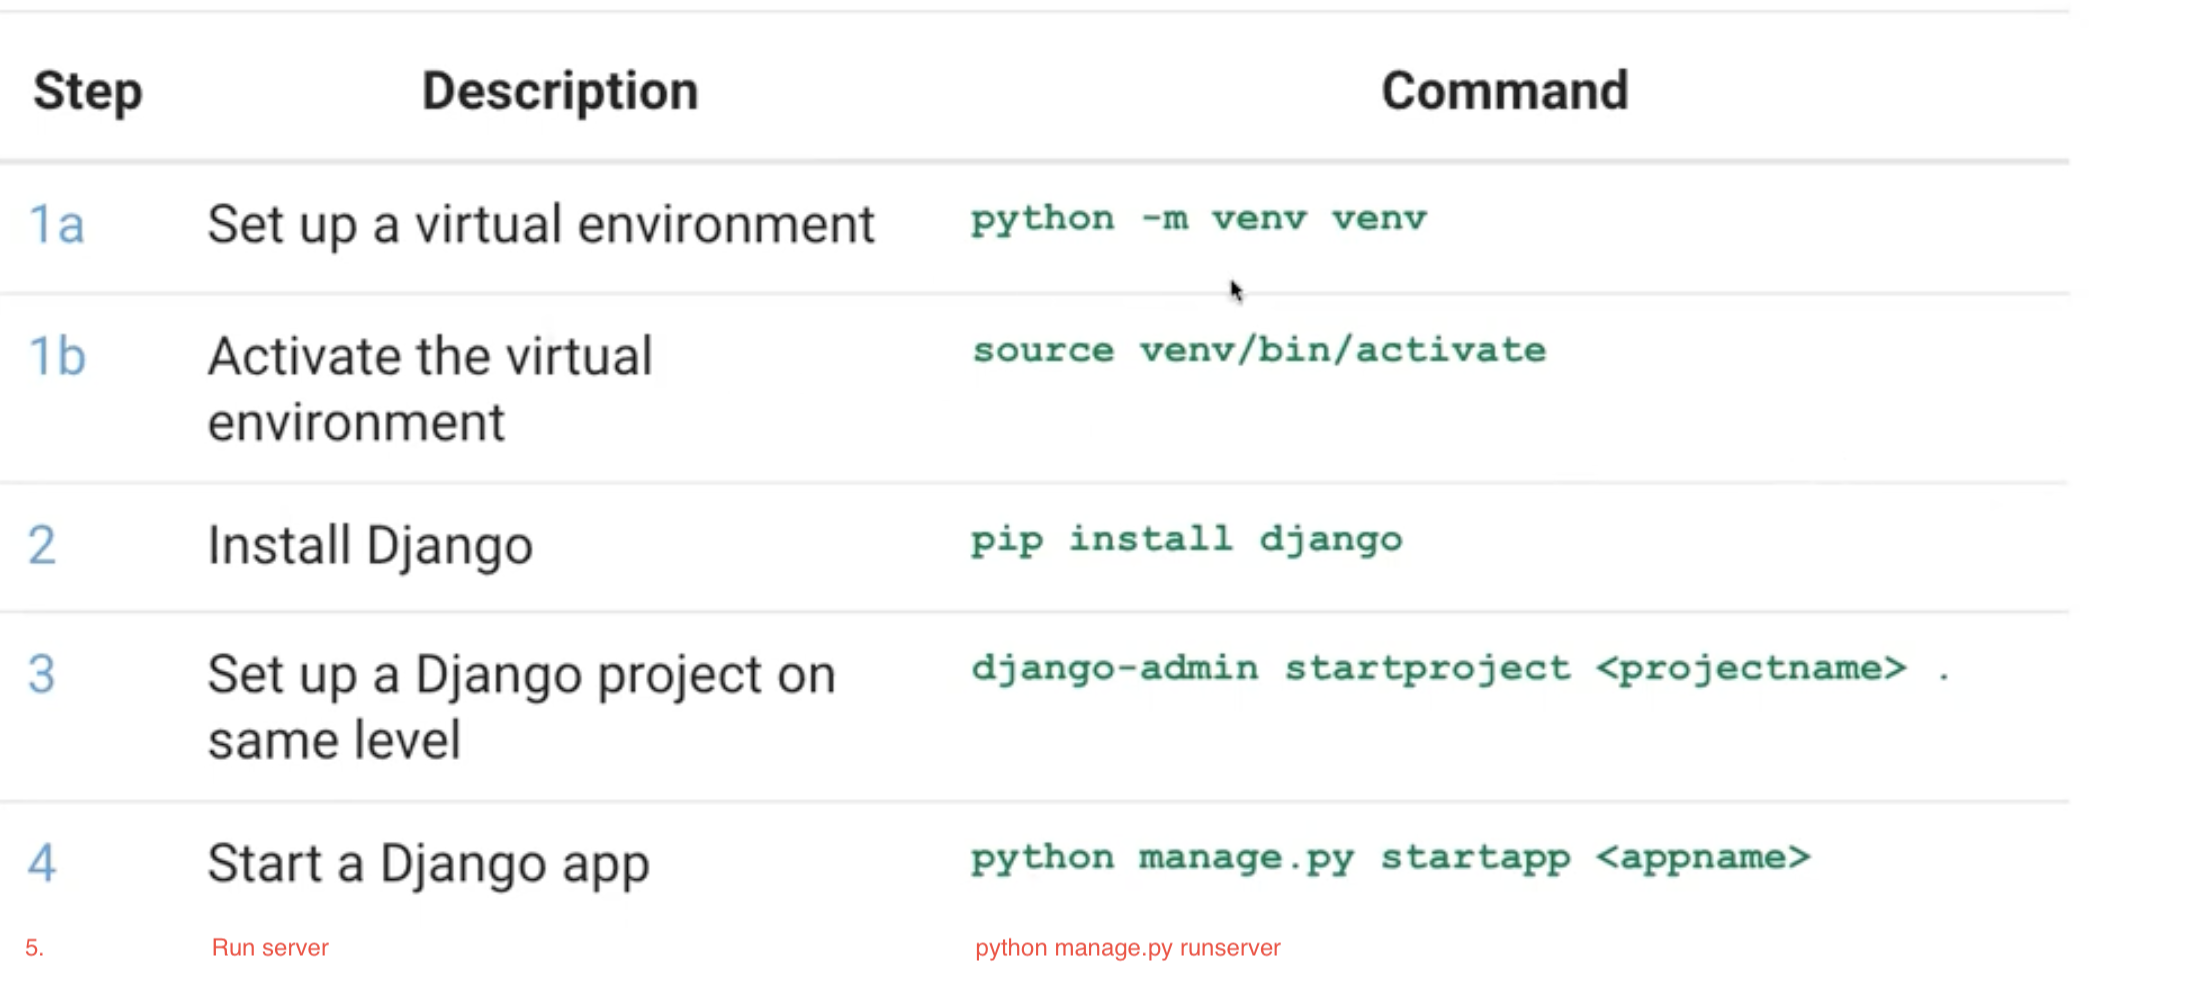 Step Description Command
1a Set up a virtual environment python -m venv venv
1b Activate the virtual source venv/bin/activate
environment
2 Install Django pip install django
3 Set up a Django project on django-admin startproject <projectname> .
same level
4 Start a Django app python manage.py startapp <appname>
5. Run server python manage.py runserver